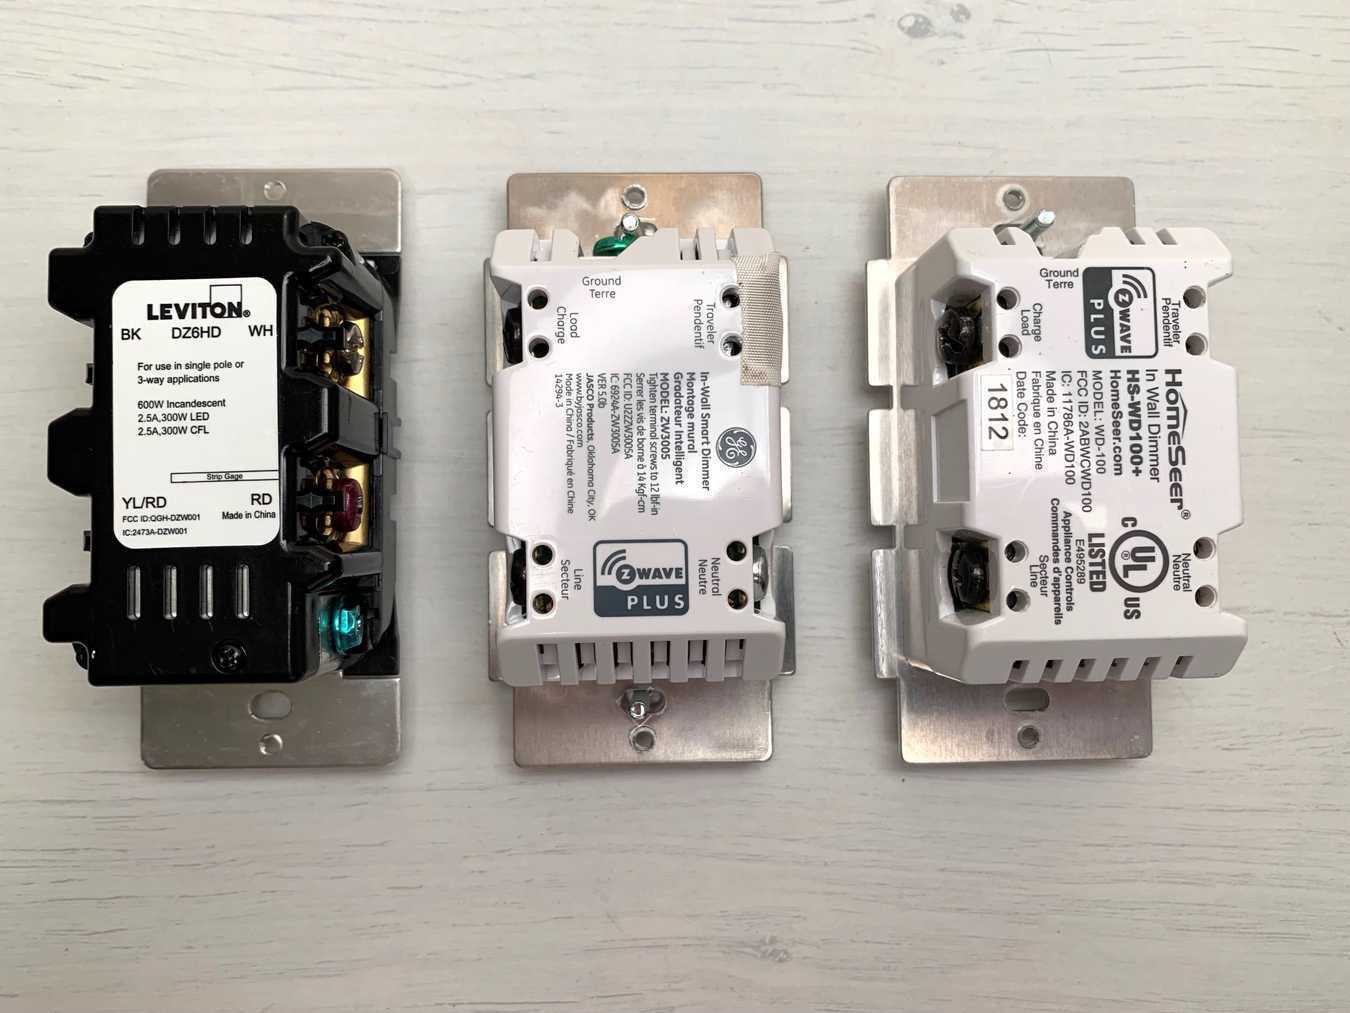 LEVITON®
BK DZ6HD WH
For use in single pole or
3-way applications
600W Incandescent
2.5A,300W LED
2.5A,300W CFL
Strip Gage
YL/RD RD
FCC ID:QGH-DZW001 Made in China
IC:2473A-DZW001
Ground
Terre
Load
Charge
Traveler
Pendentif
In-Wall Smart Dimmer
Montage mural
Gradateur Intelligent
MODEL: ZW3005
Tighten terminal screws to 12 lbf-in
Serrer les vis de borne à 14 Kgf-cm
FCC ID: U2ZZW3005A
IC: 6924A-ZW3005A
VER 5.0b
JASCO Products, Oklahoma City, OK
www.byjasco.com
Made in China / Fabriqué en Chine
14294-3
GE
Line
Secteur
Z WAVE
PLUS
Neutral
Neutre
Ground
Terre
Charge
Load
Z WAVE
PLUS
Traveler
Pendentif
HOMESEER®
In Wall Dimmer
HS-WD100+
HomeSeer.com
MODEL: WD-100
FCC ID: 2ABWCWD100
IC: 11786A-WD100
Made in China
Fabriqué en Chine
Date Code:
1812
Secteur
Line
C UL® US
LISTED
E495289
Appliance Controls
Commandes d'appareils
Neutral
Neutre